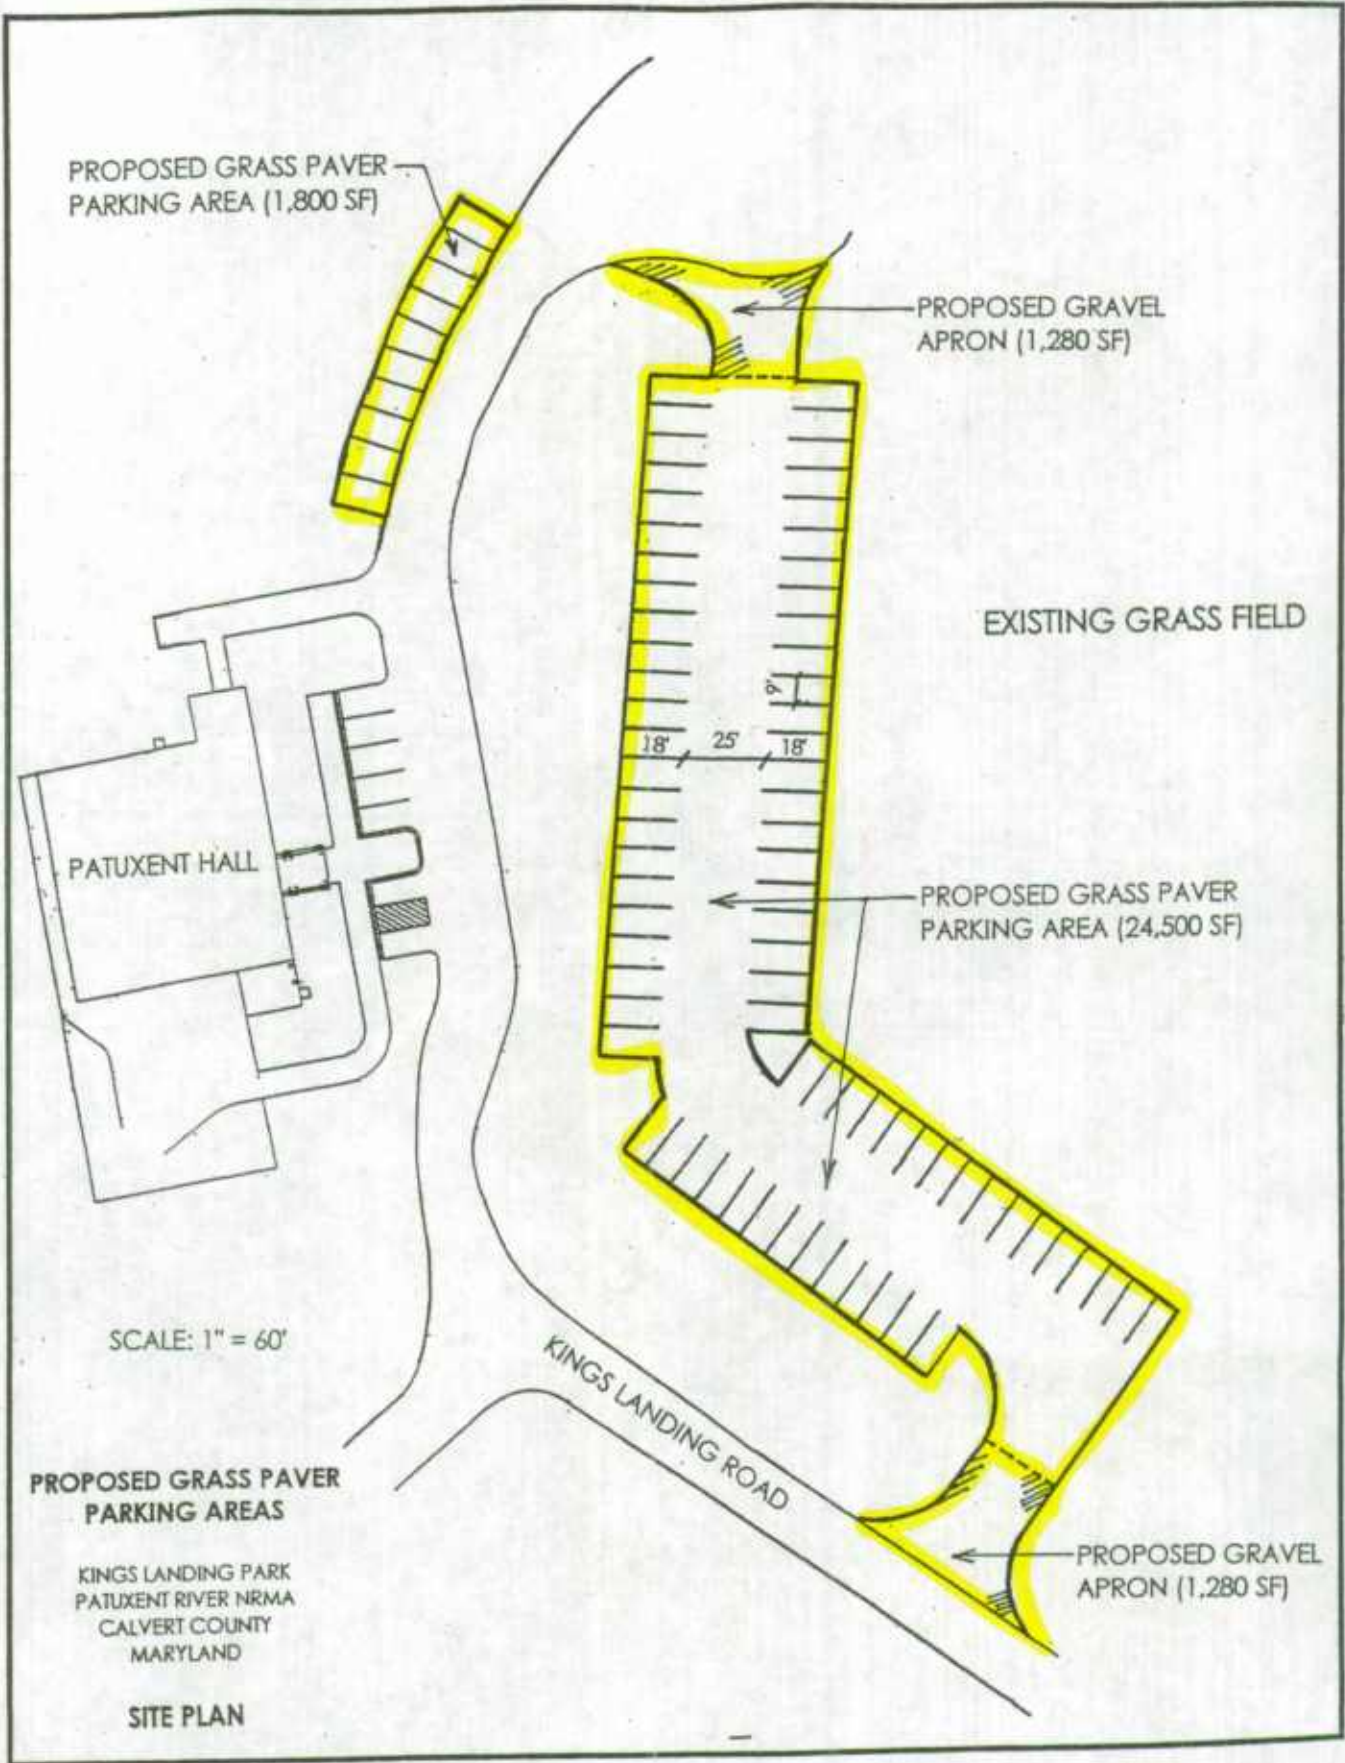 PROPOSED GRASS PAVER
PARKING AREA (1,800 SF)
PROPOSED GRAVEL
APRON (1,280 SF)
EXISTING GRASS FIELD
9'
18' 25' 18'
PATUXENT HALL
PROPOSED GRASS PAVER
PARKING AREA (24,500 SF)
SCALE: 1" = 60'
KINGS LANDING ROAD
PROPOSED GRASS PAVER
PARKING AREAS
KINGS LANDING PARK
PATUXENT RIVER NRMA
CALVERT COUNTY
MARYLAND
SITE PLAN
PROPOSED GRAVEL
APRON (1,280 SF)